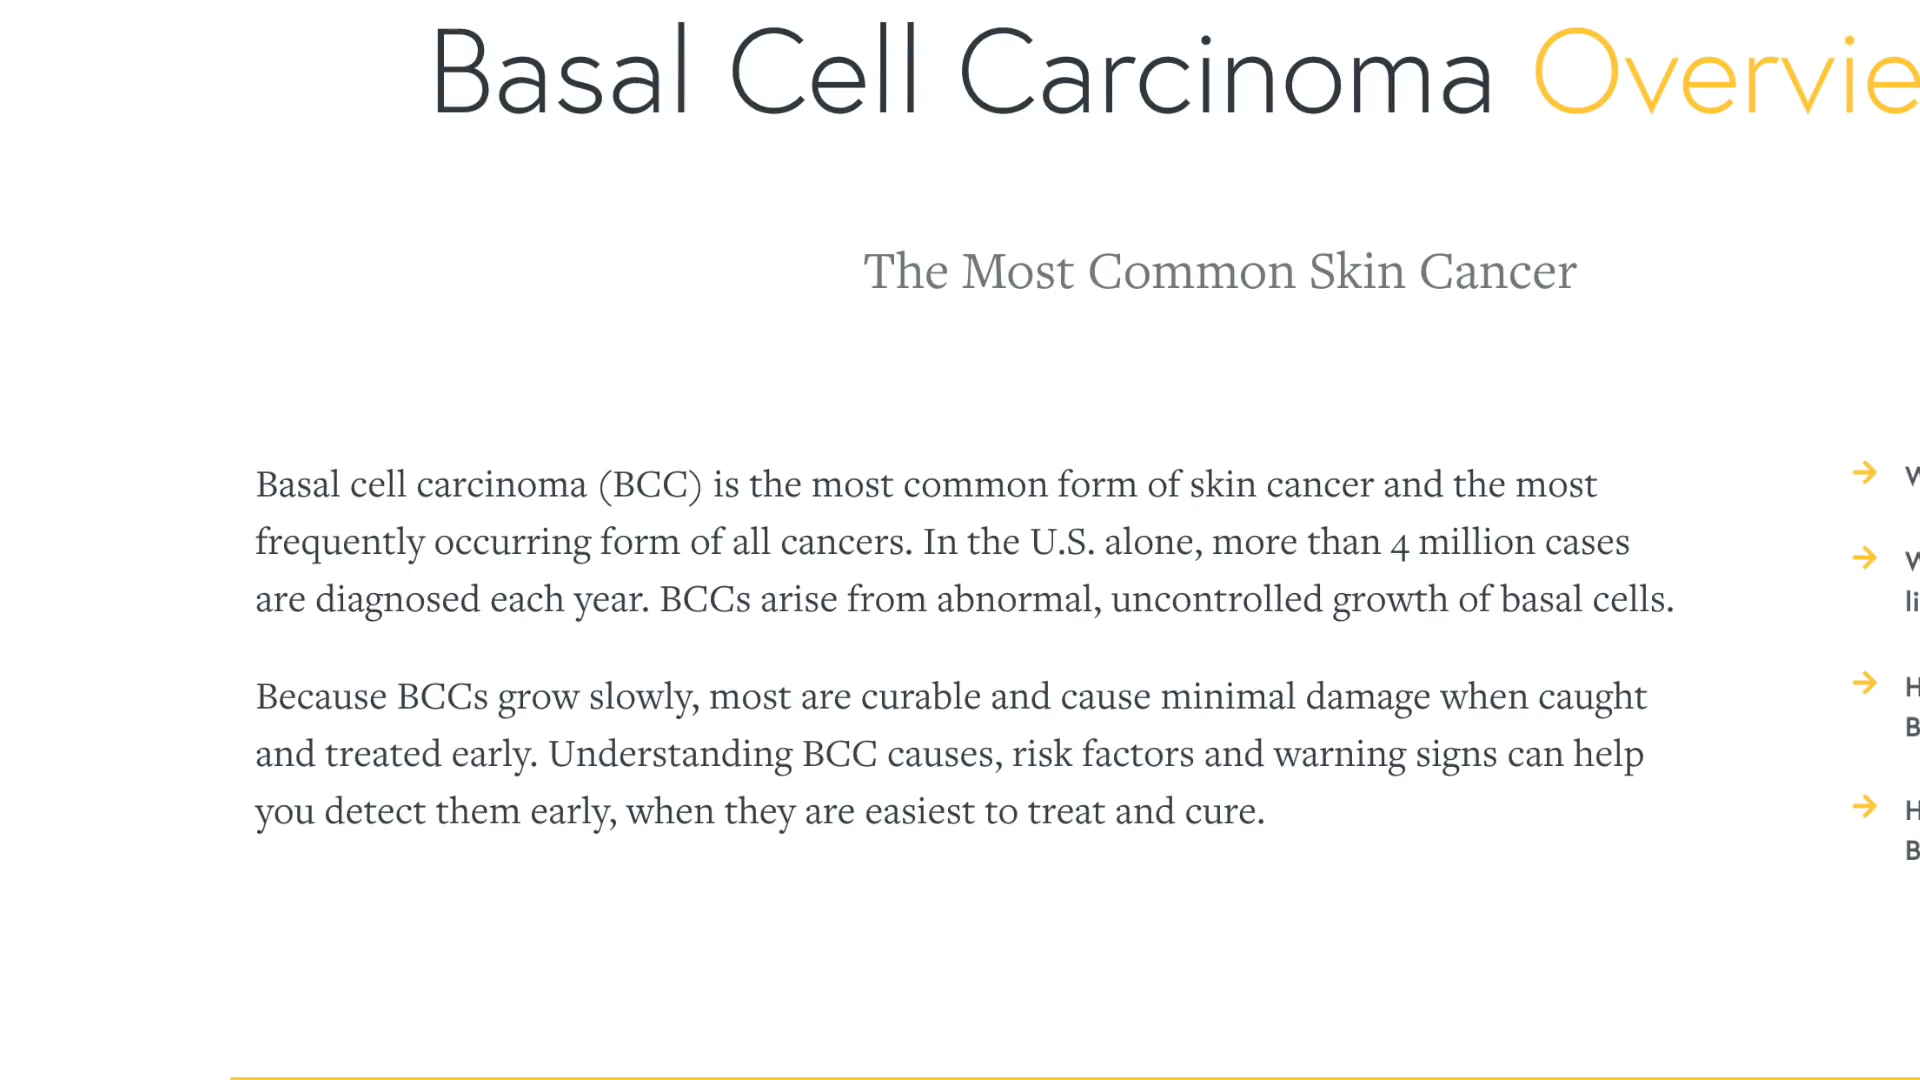 Basal Cell Carcinoma
The Most Common Skin Cancer
Basal cell carcinoma (BCC) is the most common form of skin cancer and the most
frequently occurring form of all cancers. In the U.S. alone, more than 4 million cases
are diagnosed each year. BCCs arise from abnormal, uncontrolled growth of basal cells.
Because BCCs grow slowly, most are curable and cause minimal damage when caught
and treated early. Understanding BCC causes, risk factors and warning signs can help
you detect them early, when they are easiest to treat and cure.